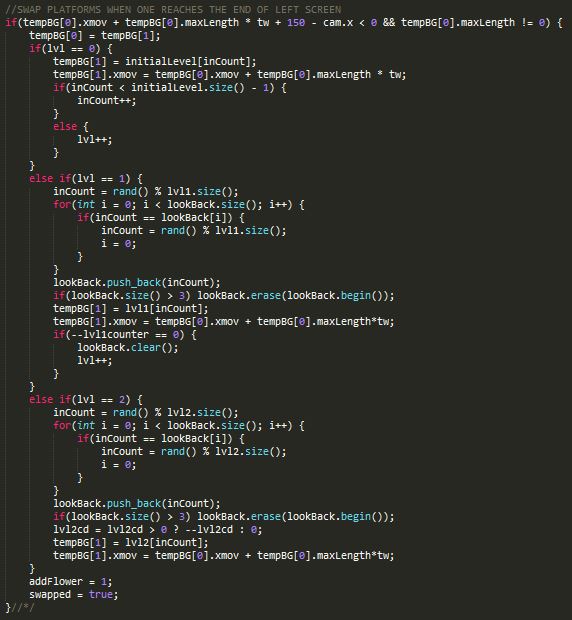 //SWAP PLATFORMS WHEN ONE REACHES THE END OF LEFT SCREEN
if(tempBG[0].xmov + tempBG[0].maxLength * tw + 150 - cam.x < 0 && tempBG[0].maxLength != 0) {
    tempBG[0] = tempBG[1];
    if(lvl == 0) {
        tempBG[1] = initialLevel[inCount];
        tempBG[1].xmov = tempBG[0].xmov + tempBG[0].maxLength * tw;
        if(inCount < initialLevel.size() - 1) {
            inCount++;
        }
        else {
            lvl++;
        }
    }
    else if(lvl == 1) {
        inCount = rand() % lvl1.size();
        for(int i = 0; i < lookBack.size(); i++) {
            if(inCount == lookBack[i]) {
                inCount = rand() % lvl1.size();
                i = 0;
            }
        }
        lookBack.push_back(inCount);
        if(lookBack.size() > 3) lookBack.erase(lookBack.begin());
        tempBG[1] = lvl1[inCount];
        tempBG[1].xmov = tempBG[0].xmov + tempBG[0].maxLength*tw;
        if(--lvl1counter == 0) {
            lookBack.clear();
            lvl++;
        }
    }
    else if(lvl == 2) {
        inCount = rand() % lvl2.size();
        for(int i = 0; i < lookBack.size(); i++) {
            if(inCount == lookBack[i]) {
                inCount = rand() % lvl2.size();
                i = 0;
            }
        }
        lookBack.push_back(inCount);
        if(lookBack.size() > 3) lookBack.erase(lookBack.begin());
        lvl2cd = lvl2cd > 0 ? --lvl2cd : 0;
        tempBG[1] = lvl2[inCount];
        tempBG[1].xmov = tempBG[0].xmov + tempBG[0].maxLength*tw;
    }
    addFlower = 1;
    swapped = true;
}//*/